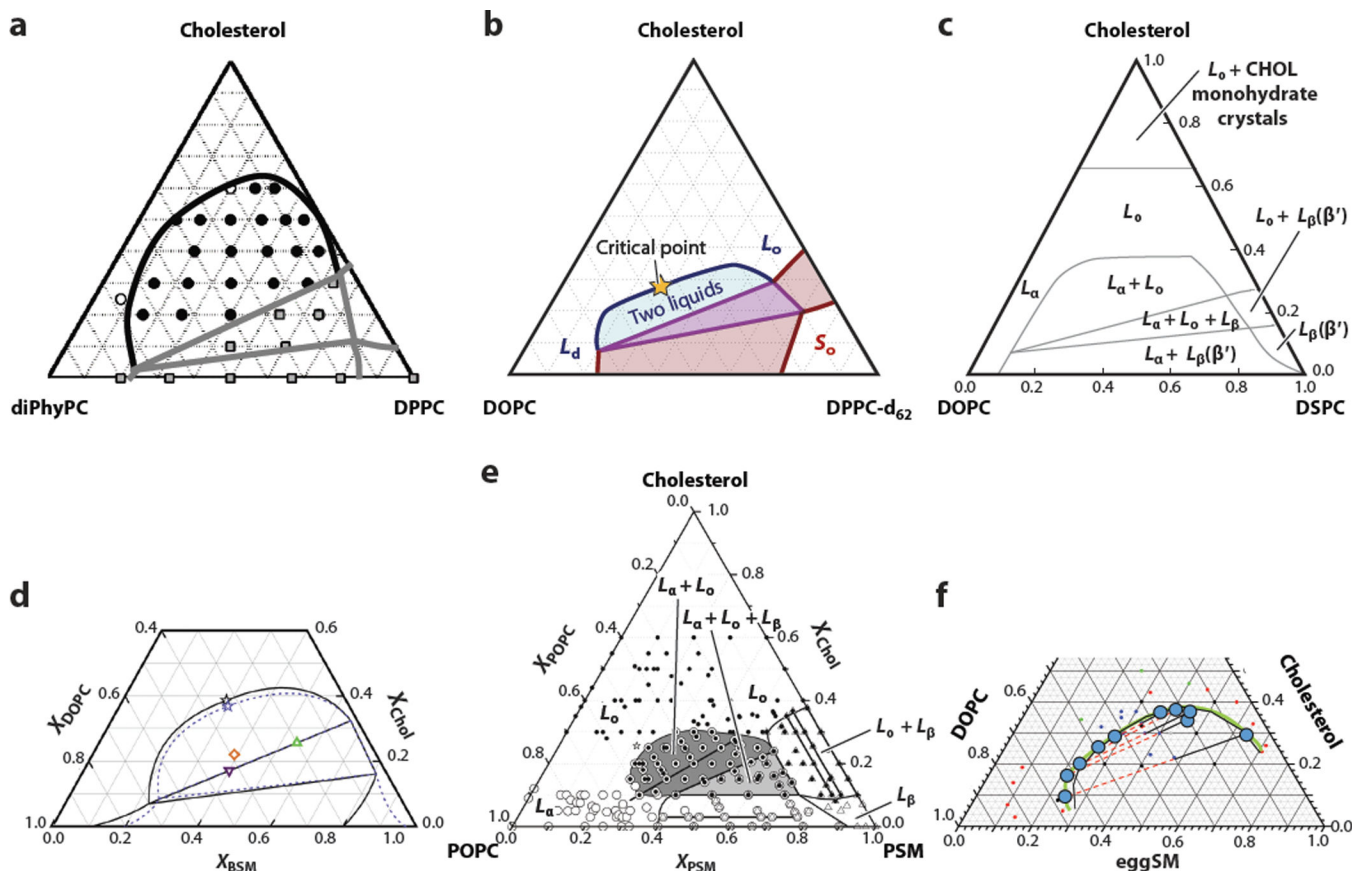 a
Cholesterol
diPhyPC
DPPC
b
Cholesterol
Critical point
Two liquids
Lo
Ld
So
DOPC
DPPC-d62
c
Cholesterol
1.0
Lo + CHOL
monohydrate
crystals
0.8
0.6
Lo
Lo + Lβ(β′)
0.4
Lα
Lα + Lo
0.2
Lα + Lo + Lβ
Lβ(β′)
Lα + Lβ(β′)
0.0
0.0
0.2
0.4
0.6
0.8
1.0
DOPC
DSPC
d
0.4
0.6
XDOPC
0.6
0.4
XChol
0.8
0.2
1.0
0.0
0.0
0.2
0.4
0.6
0.8
1.0
XBSM
e
Cholesterol
0.0
1.0
0.2
0.8
Lα + Lo
Lα + Lo + Lβ
XPOPC
0.4
0.6
XChol
0.6
Lo
Lo
0.4
Lo + Lβ
0.8
0.2
Lα
Lβ
1.0
0.0
0.0
0.2
0.4
0.6
0.8
1.0
POPC
XPSM
PSM
f
DOPC
Cholesterol
0.6
0.4
0.8
0.2
1.0
0.0
0.0
0.2
0.4
0.6
0.8
1.0
eggSM